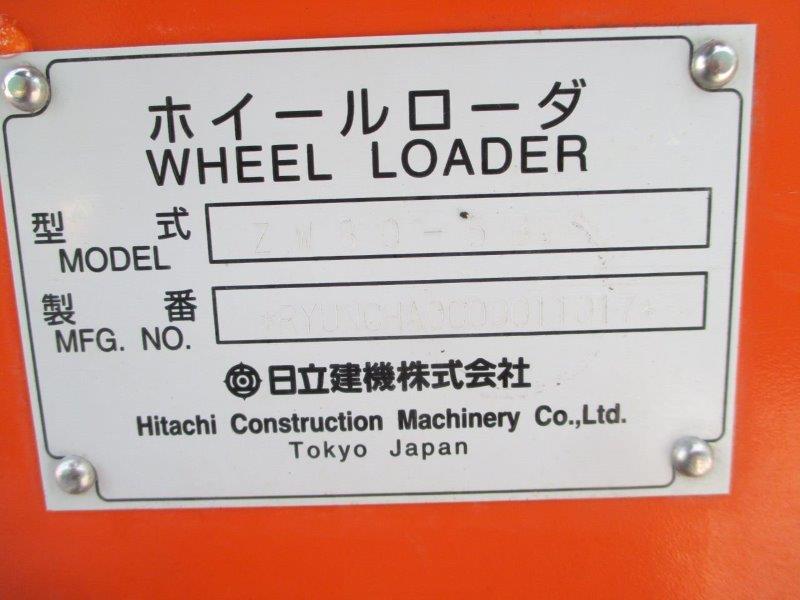 ホイールローダ
WHEEL LOADER
型式
MODEL
製番
MFG. NO.
日立建機株式会社
Hitachi Construction Machinery Co.,Ltd.
Tokyo Japan